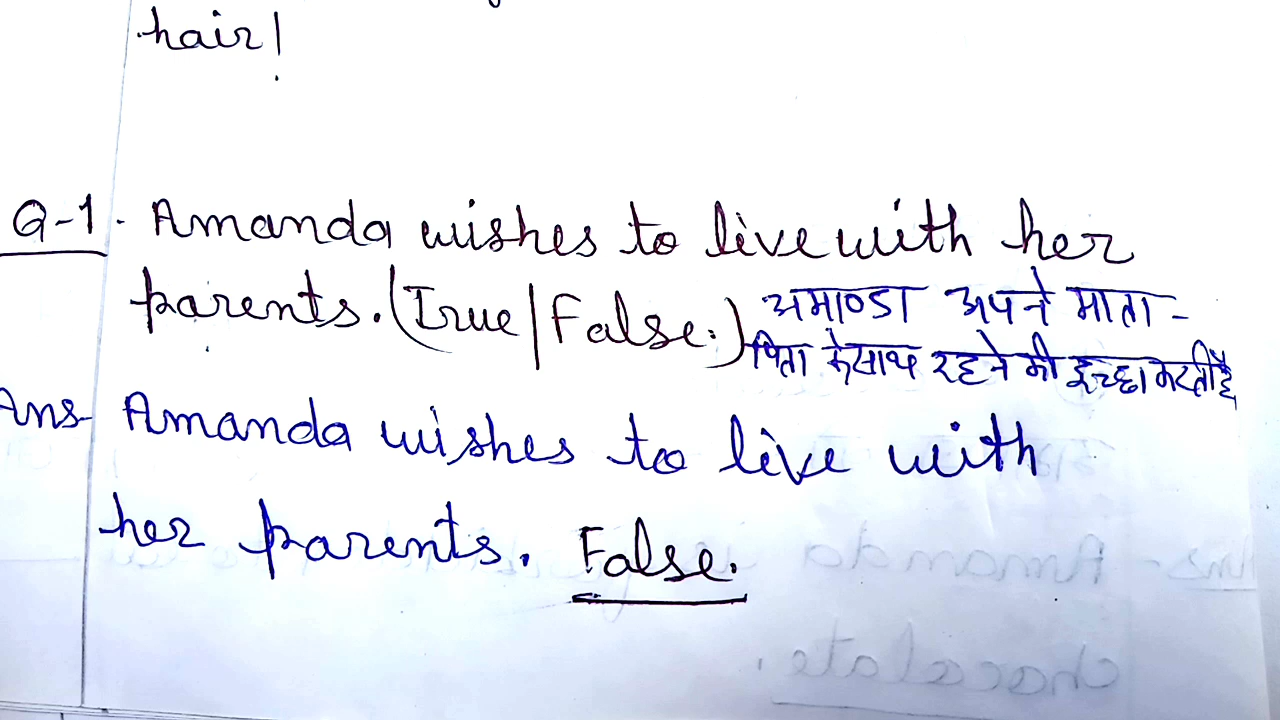 hair!
Q-1. Amanda wishes to live with her
parents. (True/False.) अमाण्डा अपने माता-
पिता के साथ रहने की इच्छा करती है
Ans- Amanda wishes to live with
her parents. False.